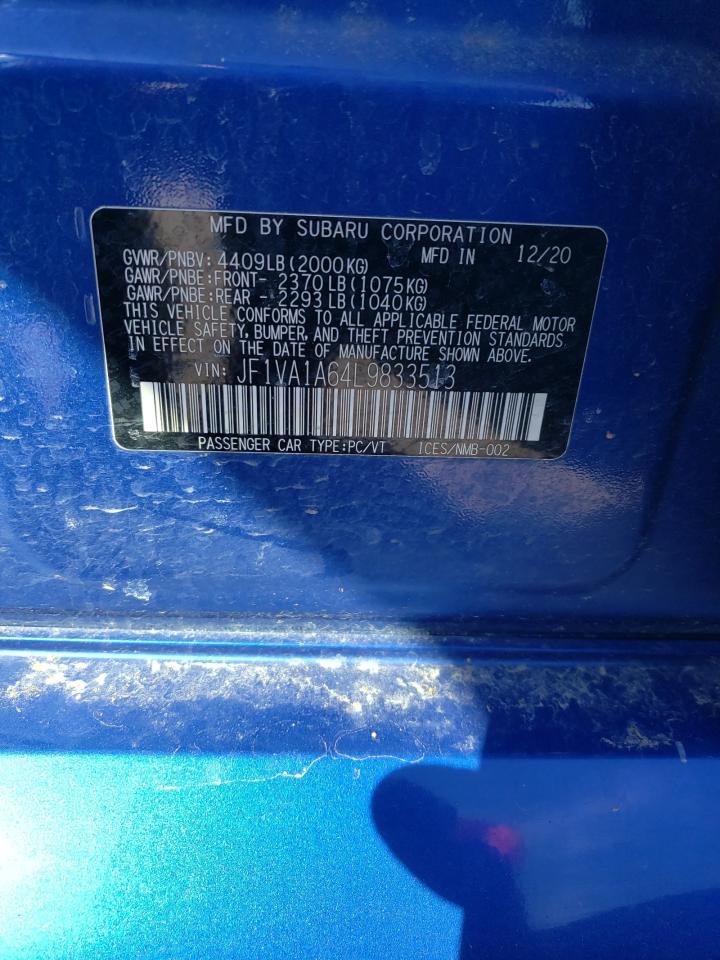 MFD BY SUBARU CORPORATION
GVWR/PNBV: 4409LB(2000KG) MFD IN 12/20
GAWR/PNBE:FRONT- 2370LB(1075KG)
GAWR/PNBE:REAR - 2293LB(1040KG)
THIS VEHICLE CONFORMS TO ALL APPLICABLE FEDERAL MOTOR
VEHICLE SAFETY, BUMPER, AND THEFT PREVENTION STANDARDS
IN EFFECT ON THE DATE OF MANUFACTURE SHOWN ABOVE.
VIN: JF1VA1A64L9833513
PASSENGER CAR TYPE:PC/VT ICES/NMB-002